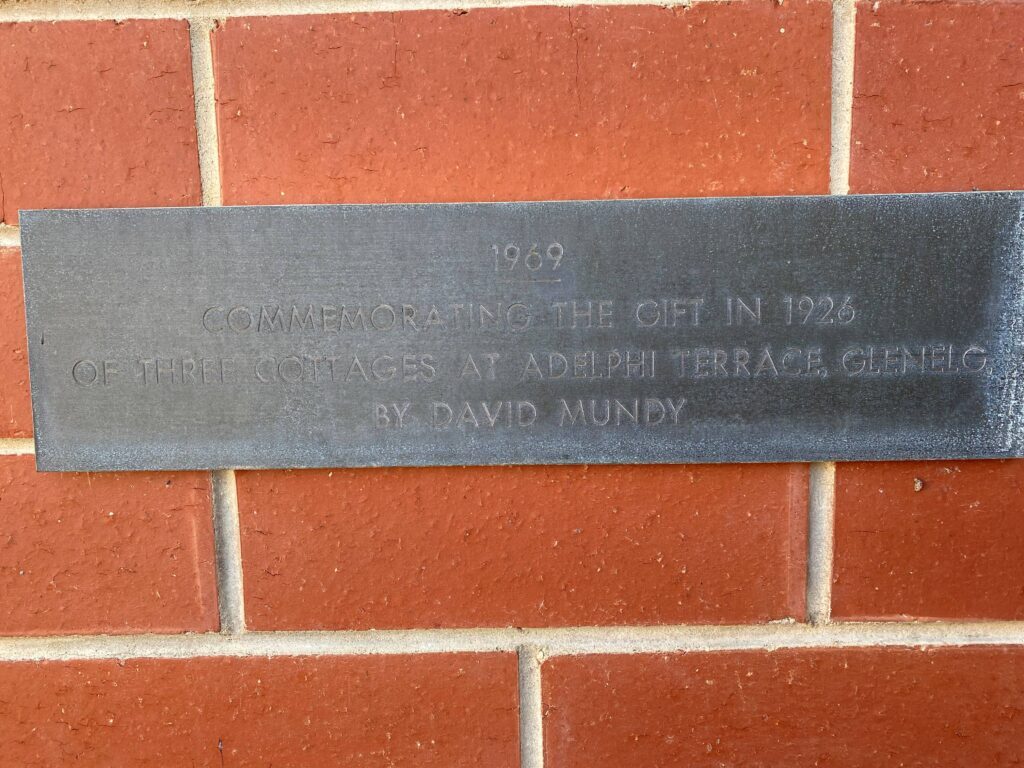 1969
COMMEMORATING THE GIFT IN 1926
OF THREE COTTAGES AT ADELPHI TERRACE, GLENELG,
BY DAVID MUNDY